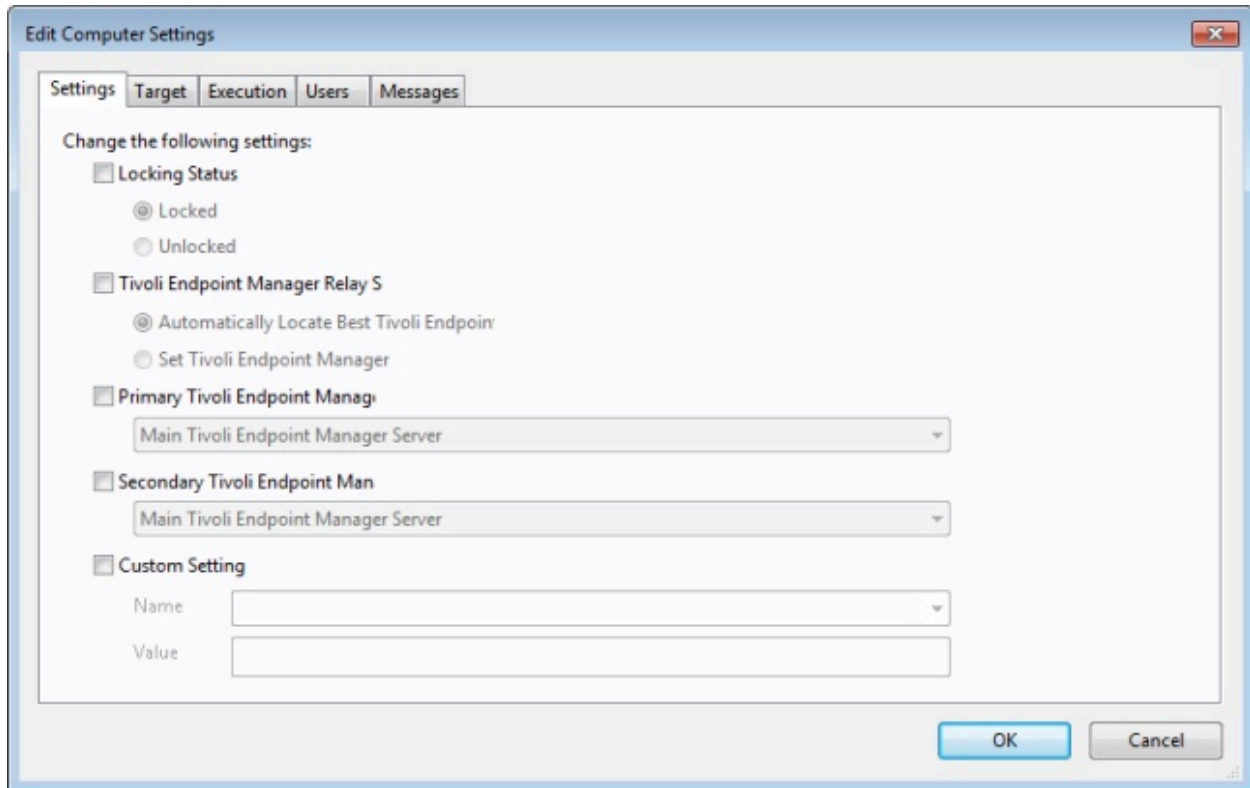 Edit Computer Settings
Settings Target Execution Users Messages
Change the following settings:
Locking Status
Locked
Unlocked
Tivoli Endpoint Manager Relay S
Automatically Locate Best Tivoli Endpoin
Set Tivoli Endpoint Manager
Primary Tivoli Endpoint Manag
Main Tivoli Endpoint Manager Server
Secondary Tivoli Endpoint Man
Main Tivoli Endpoint Manager Server
Custom Setting
Name
Value
OK Cancel